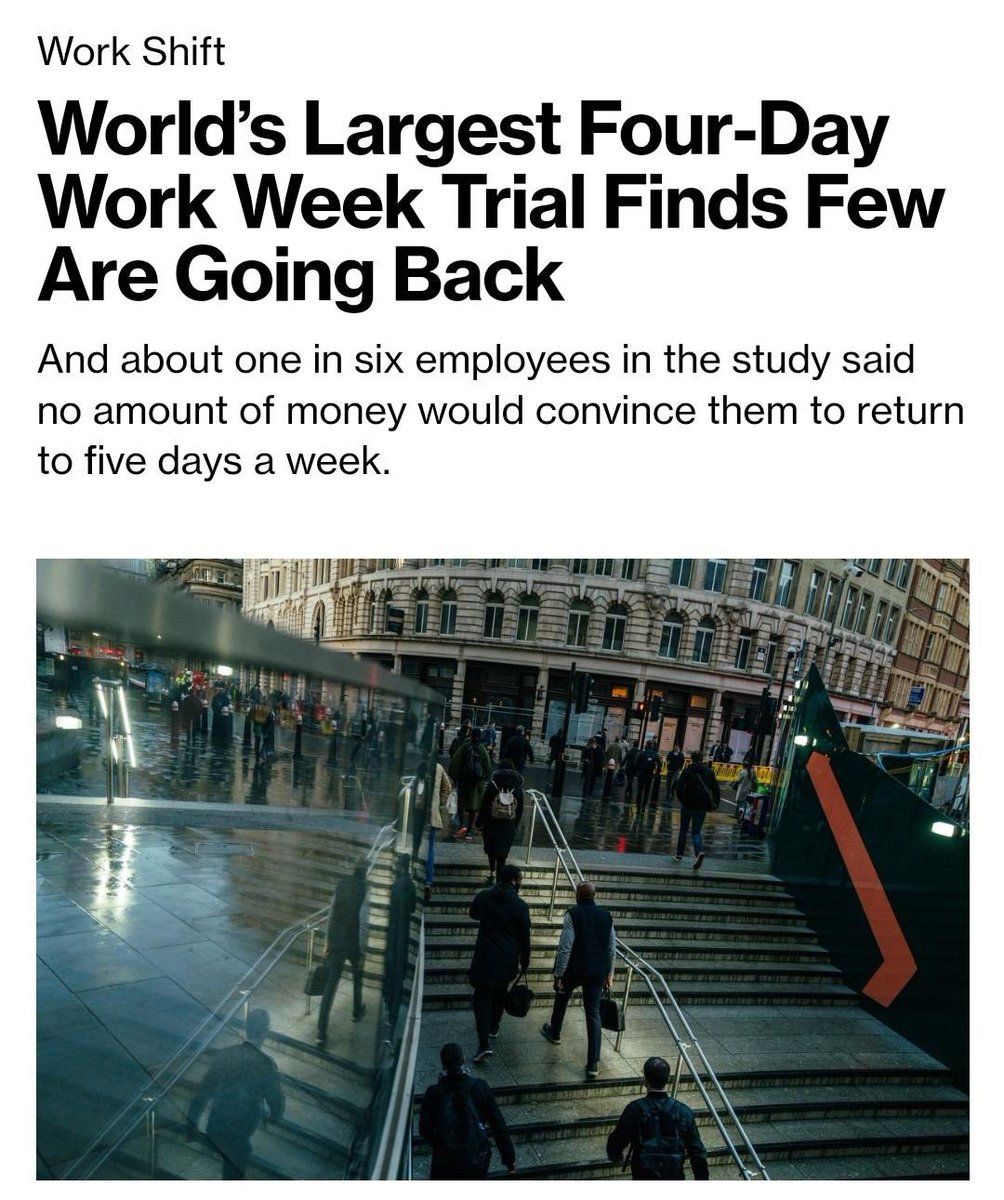 Work Shift
World’s Largest Four-Day
Work Week Trial Finds Few
Are Going Back
And about one in six employees in the study said
no amount of money would convince them to return
to five days a week.